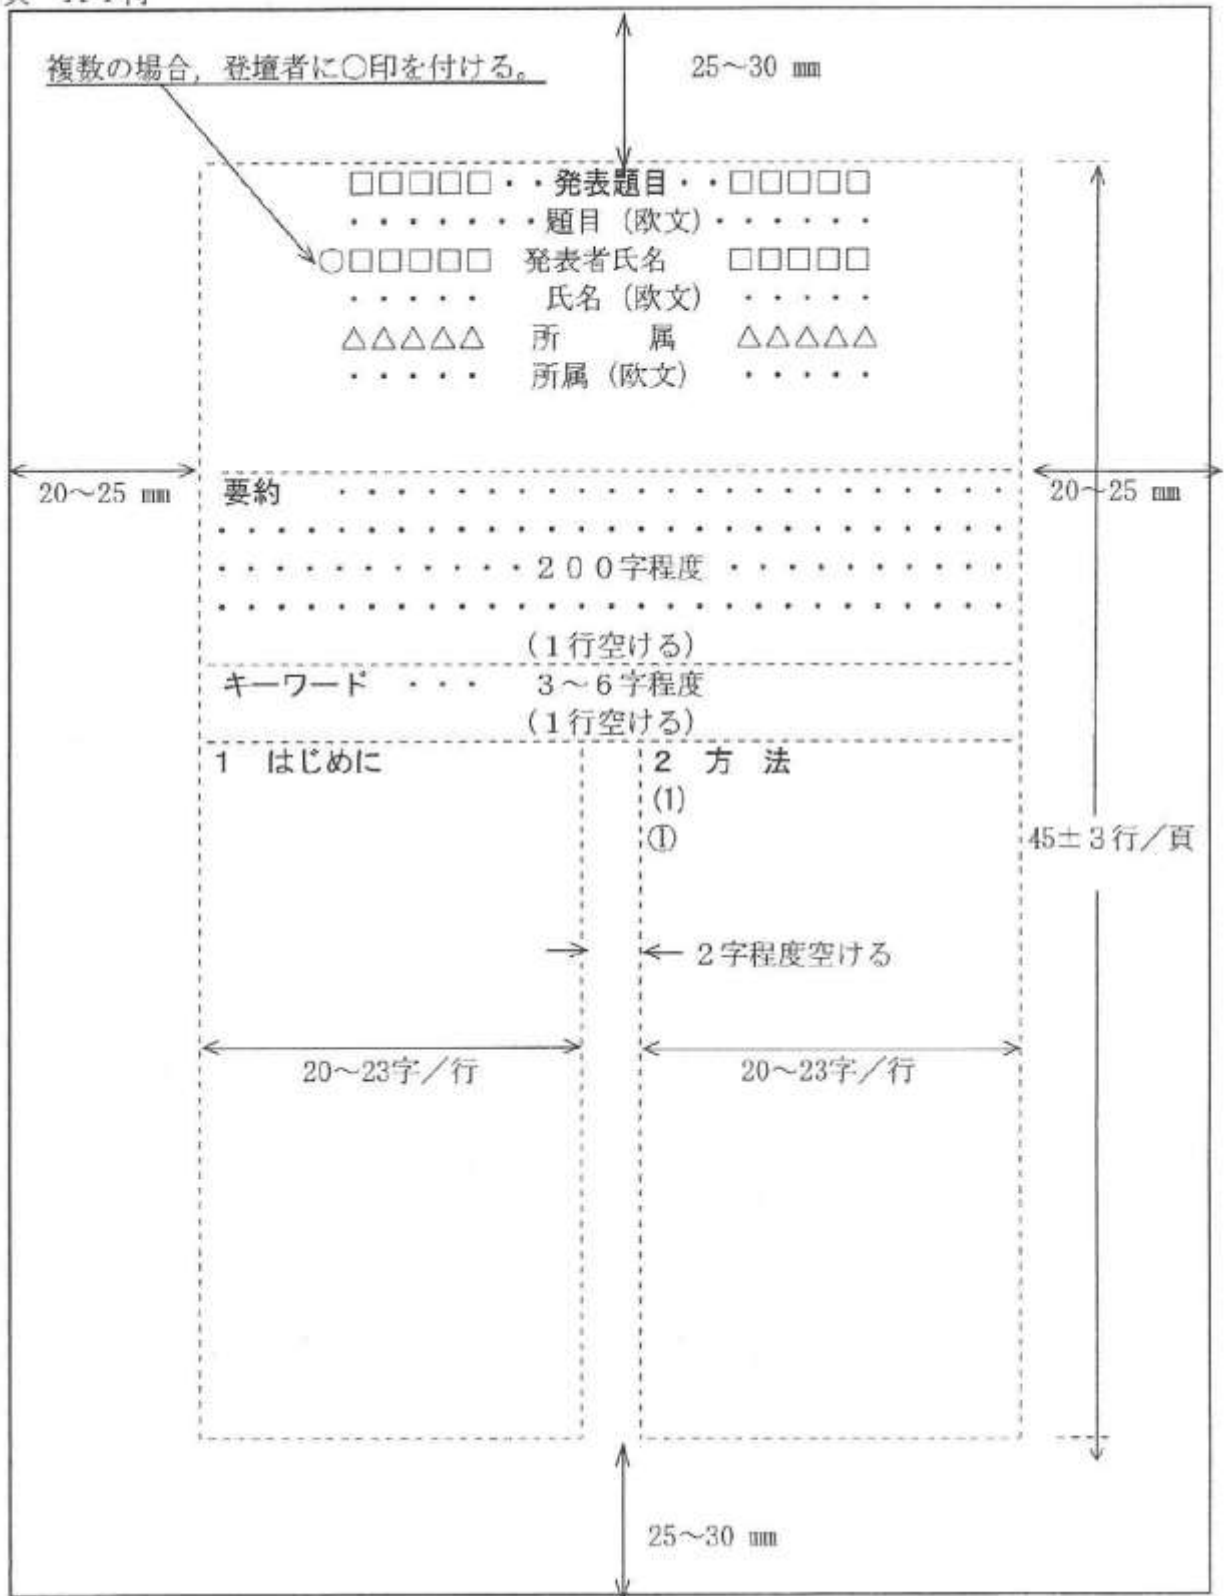 複数の場合，登壇者に○印を付ける。
25～30 mm
□□□□□・・発表題目・・□□□□□
・・・・・・・題目（欧文）・・・・・・
○□□□□□ 発表者氏名 □□□□□
・・・・・ 氏名（欧文） ・・・・・
△△△△△ 所 属 △△△△△
・・・・・ 所属（欧文） ・・・・・
20～25 mm
20～25 mm
要約 ・・・・・・・・・・・・・・・・・・・・・・・
・・・・・・・・・・・・・・・・・・・・・・・・・・・
・・・・・・・・・・・２００字程度・・・・・・・・・・
・・・・・・・・・・・・・・・・・・・・・・・・・・・
（１行空ける）
キーワード ・・・ ３～６字程度
（１行空ける）
1 はじめに
2 方 法
(1)
①
45±３行／頁
２字程度空ける
20～23字／行
20～23字／行
25～30 mm